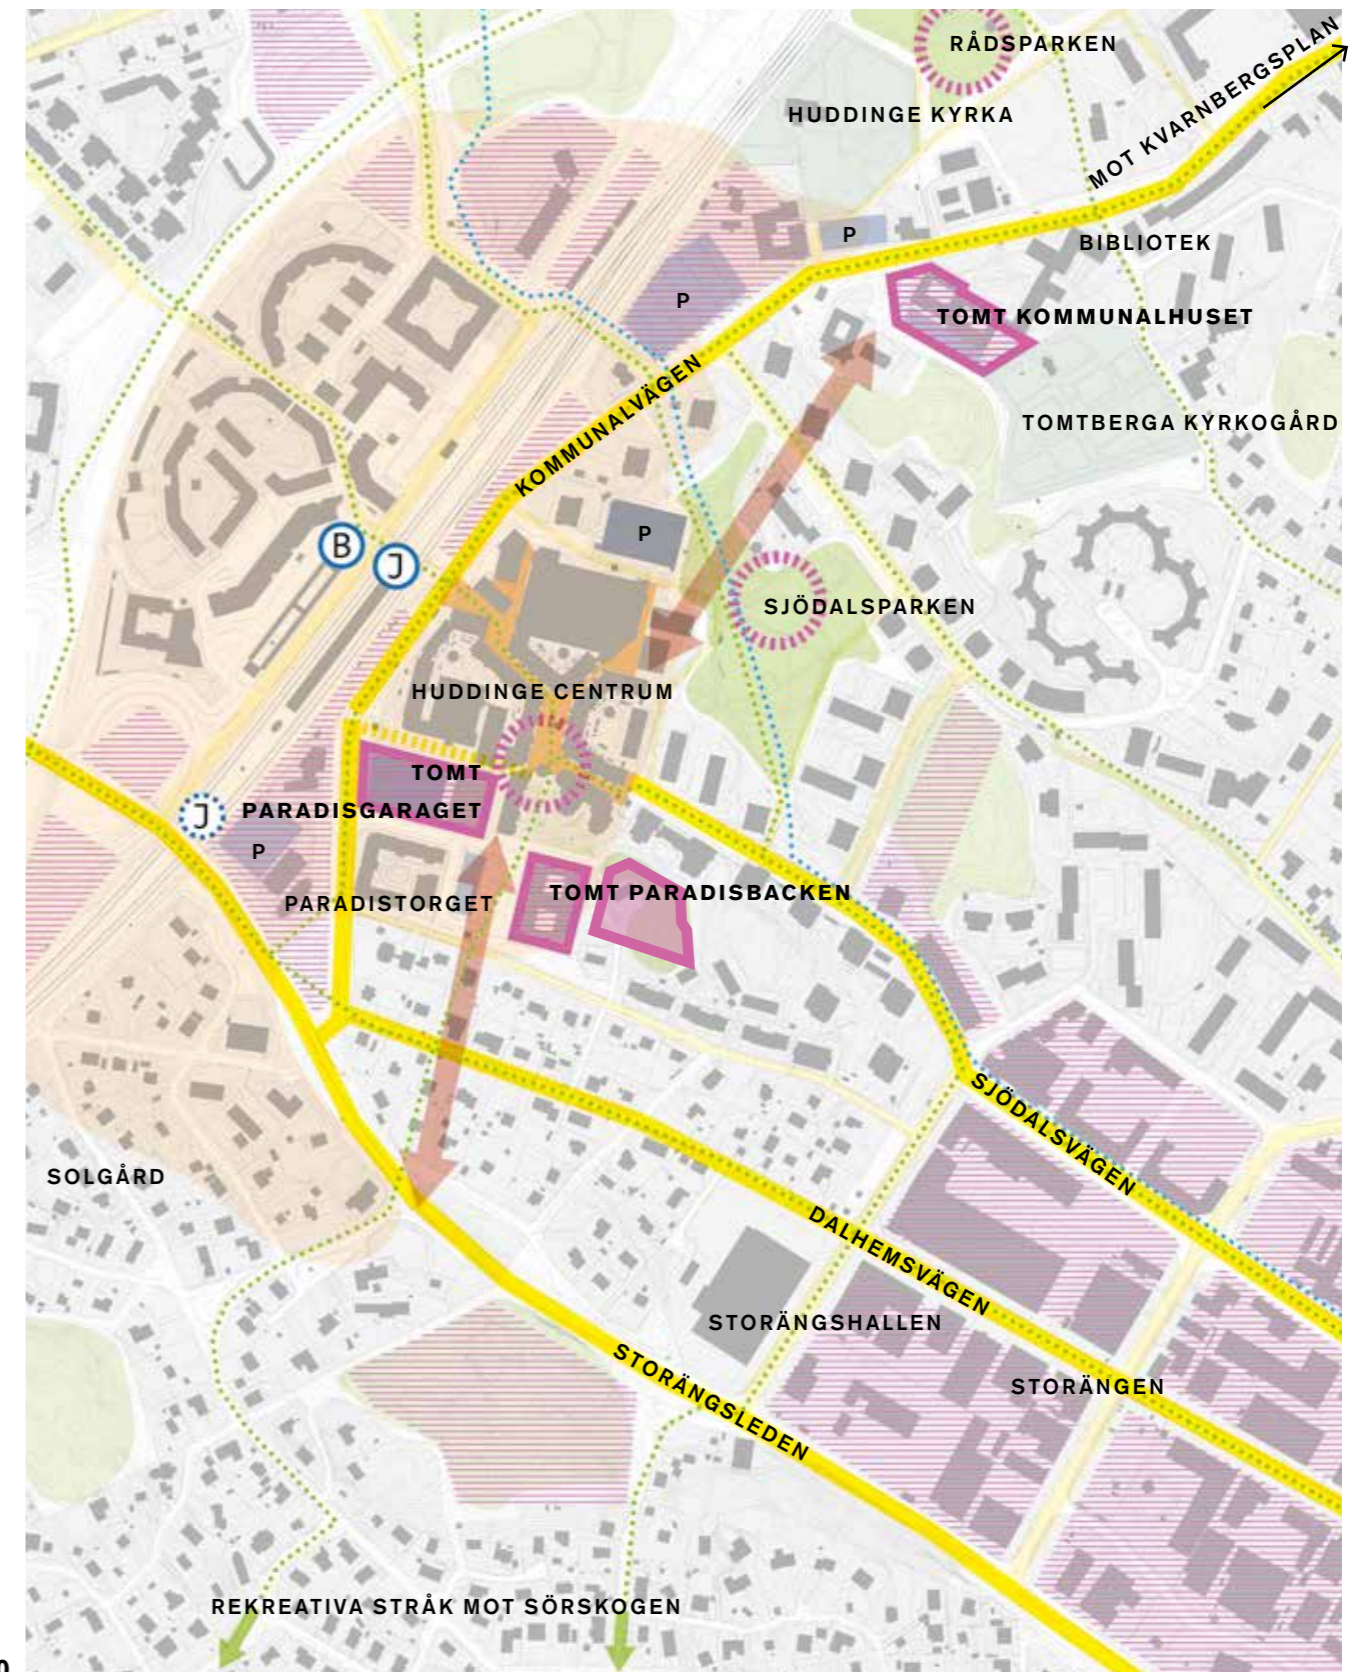 RÅDSPARKEN
MOT KVARNBERGSPLAN
HUDDINGE KYRKA
P
BIBLIOTEK
P
TOMT KOMMUNALHUSET
KOMMUNALVÄGEN
TOMTBERGA KYRKOGÅRD
P
B
J
SJÖDALSPARKEN
HUDDINGE CENTRUM
TOMT
PARADISGARAGET
J
P
TOMT PARADISBACKEN
PARADISTORGET
SJÖDALSVÄGEN
SOLGÅRD
DALHEMSVÄGEN
STORÄNGSHALLEN
STORÄNGEN
STORÄNGSLEDEN
REKREATIVA STRÅK MOT SÖRSKOGEN